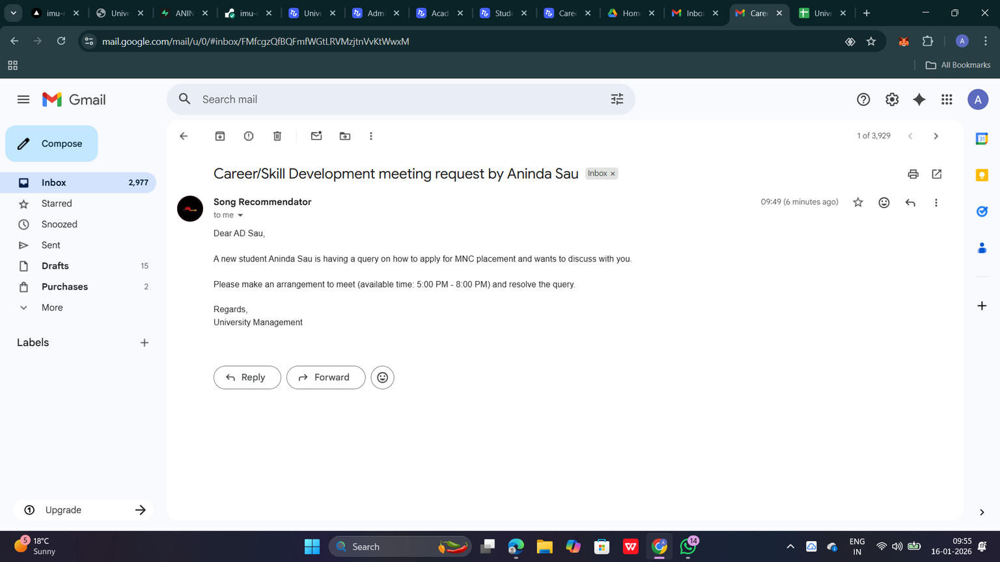 imu-r
Unive
ANIN
imu-r
Unive
Admi
Acad
Stud
Care
Home
Inbo
Care
Unive
mail.google.com/mail/u/0/#inbox/FMfcgzQfBQFmfWGtLRVMzjtnVvKtWwxM
A
All Bookmarks
Gmail
Search mail
A
Compose
1 of 3,929
31
Inbox 2,977
Starred
Snoozed
Sent
Drafts 15
Purchases 2
More
Labels
Career/Skill Development meeting request by Aninda Sau Inbox ×
Song Recommendator
09:49 (6 minutes ago)
to me
Dear AD Sau,
A new student Aninda Sau is having a query on how to apply for MNC placement and wants to discuss with you.
Please make an arrangement to meet (available time: 5:00 PM - 8:00 PM) and resolve the query.
Regards,
University Management
Reply
Forward
Upgrade
5
18°C
Sunny
Search
W
A
14
ENG
IN
09:55
16-01-2026